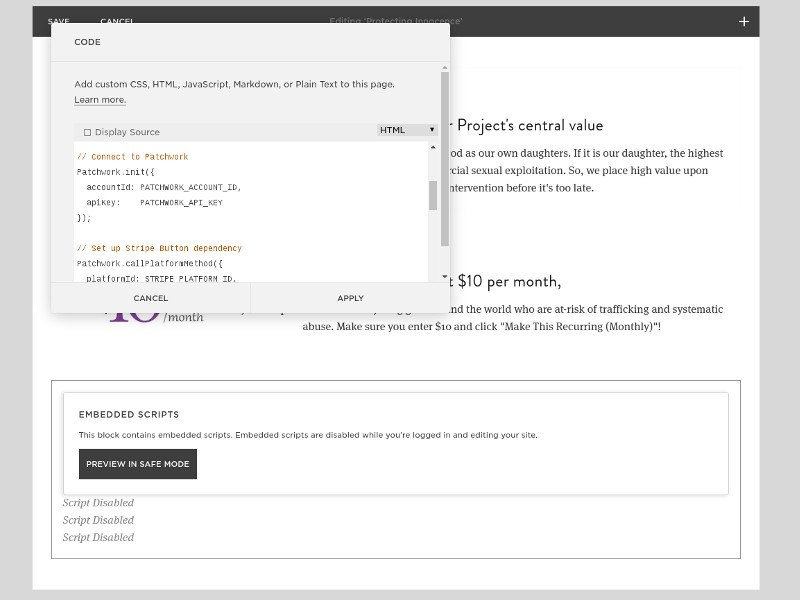 SAVE CANCEL Editing 'Protecting Innocence' +
CODE
Add custom CSS, HTML, JavaScript, Markdown, or Plain Text to this page.
Learn more.
Display Source HTML
// Connect to Patchwork
Patchwork.init({
accountId: PATCHWORK_ACCOUNT_ID,
apiKey: PATCHWORK_API_KEY
});
// Set up Stripe Button dependency
Patchwork.callPlatformMethod({
platformId: STRIPE_PLATFORM_ID,
CANCEL APPLY
Project's central value
od as our own daughters. If it is our daughter, the highest
cial sexual exploitation. So, we place high value upon
ntervention before it's too late.
t $10 per month,
/month
nd the world who are at-risk of trafficking and systematic
abuse. Make sure you enter $10 and click "Make This Recurring (Monthly)"!
EMBEDDED SCRIPTS
This block contains embedded scripts. Embedded scripts are disabled while you're logged in and editing your site.
PREVIEW IN SAFE MODE
Script Disabled
Script Disabled
Script Disabled